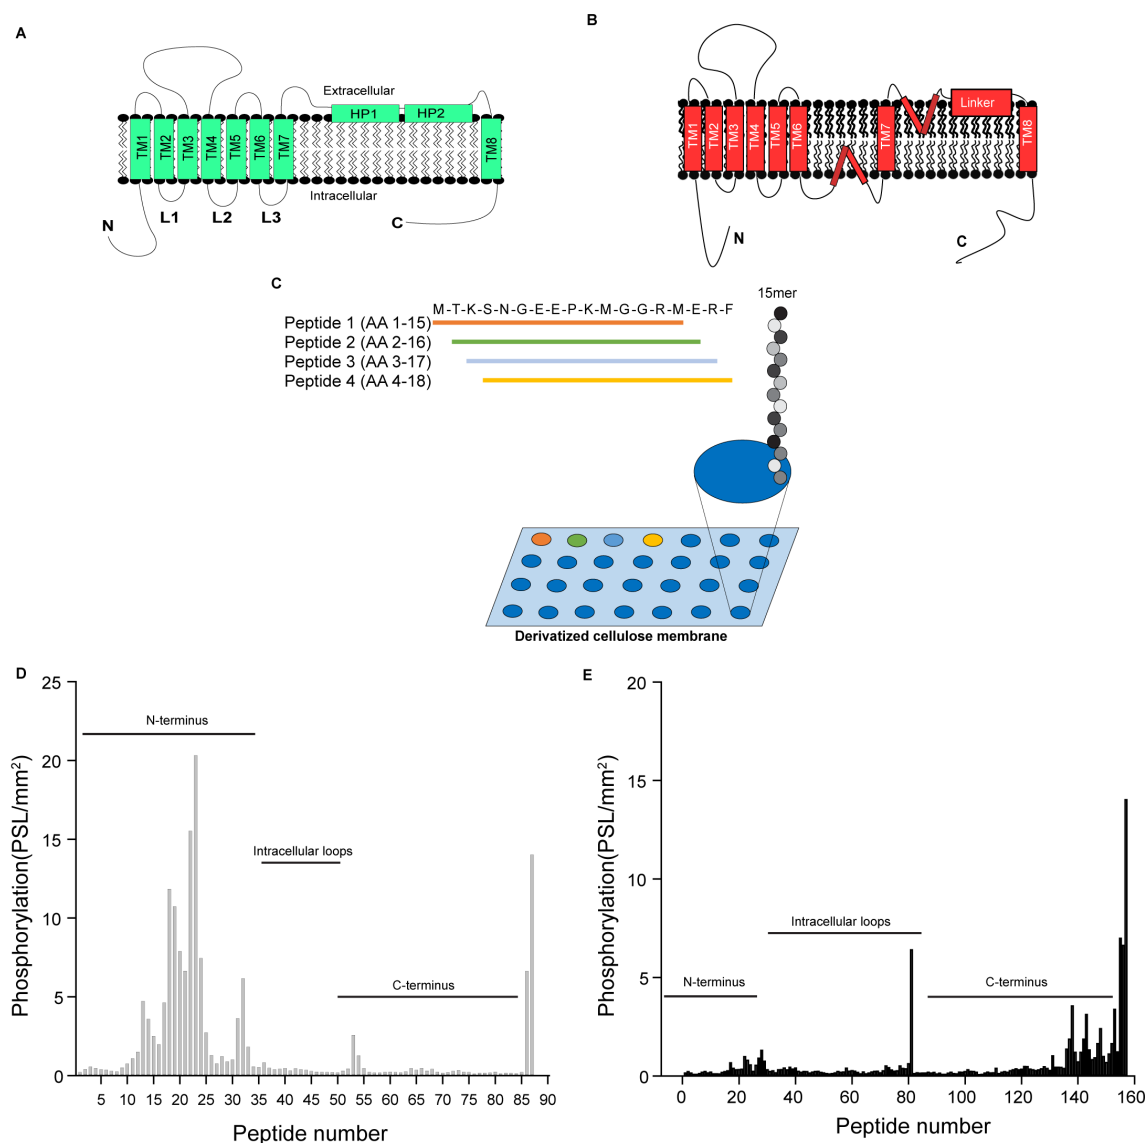 A
Extracellular
HP1
HP2
TM1
TM2
TM3
TM4
TM5
TM6
TM7
TM8
Intracellular
N
L1
L2
L3
C
B
Linker
TM1
TM2
TM3
TM4
TM5
TM6
TM7
TM8
N
C
C
15mer
M-T-K-S-N-G-E-E-P-K-M-G-G-R-M-E-R-F
Peptide 1 (AA 1-15)
Peptide 2 (AA 2-16)
Peptide 3 (AA 3-17)
Peptide 4 (AA 4-18)
Derivatized cellulose membrane
D
Phosphorylation(PSL/mm²)
25
20
15
10
5
0
N-terminus
Intracellular loops
C-terminus
5 10 15 20 25 30 35 40 45 50 55 60 65 70 75 80 85 90
Peptide number
E
Phosphorylation(PSL/mm²)
20
15
10
5
0
Intracellular loops
N-terminus
C-terminus
0 20 40 60 80 100 120 140 160
Peptide number